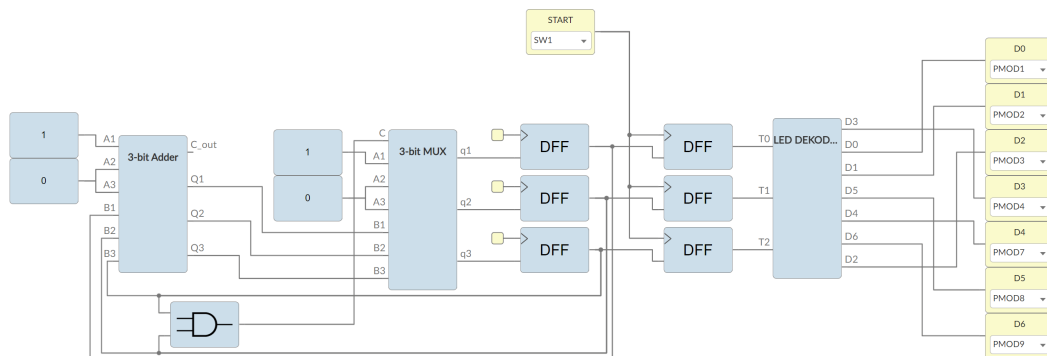 START
SW1
D0
PMOD1
D1
PMOD2
D2
PMOD3
D3
PMOD4
D4
PMOD7
D5
PMOD8
D6
PMOD9
1
0
A1
A2
A3
B1
B2
B3
3-bit Adder
C_out
Q1
Q2
Q3
1
0
C
A1
A2
A3
B1
B2
B3
3-bit MUX
q1
q2
q3
DFF
DFF
DFF
DFF
DFF
DFF
T0
T1
T2
LED DEKOD...
D3
D0
D1
D5
D4
D6
D2